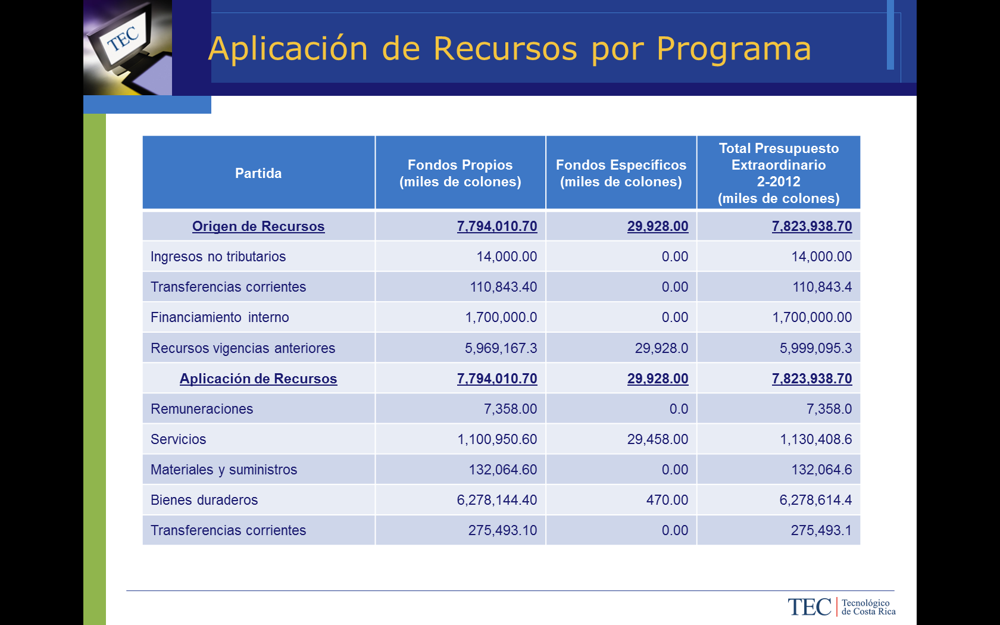 TEC
Aplicación de Recursos por Programa
Partida
Fondos Propios
(miles de colones)
Fondos Específicos
(miles de colones)
Total Presupuesto
Extraordinario
2-2012
(miles de colones)
Origen de Recursos 7,794,010.70 29,928.00 7,823,938.70
Ingresos no tributarios 14,000.00 0.00 14,000.00
Transferencias corrientes 110,843.40 0.00 110,843.4
Financiamiento interno 1,700,000.0 0.00 1,700,000.00
Recursos vigencias anteriores 5,969,167.3 29,928.0 5,999,095.3
Aplicación de Recursos 7,794,010.70 29,928.00 7,823,938.70
Remuneraciones 7,358.00 0.0 7,358.0
Servicios 1,100,950.60 29,458.00 1,130,408.6
Materiales y suministros 132,064.60 0.00 132,064.6
Bienes duraderos 6,278,144.40 470.00 6,278,614.4
Transferencias corrientes 275,493.10 0.00 275,493.1
TEC Tecnológico
de Costa Rica